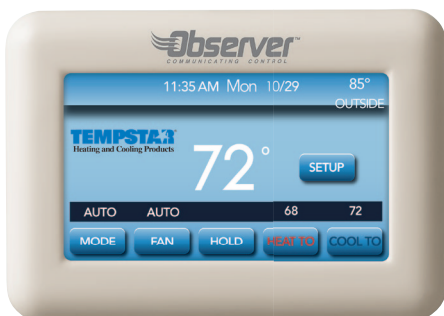 Observer™
COMMUNICATING CONTROL
11:35 AM Mon 10/29 85°
OUTSIDE
TEMPSTAR®
Heating and Cooling Products
72°
SETUP
AUTO AUTO 68 72
MODE FAN HOLD HEAT TO COOL TO